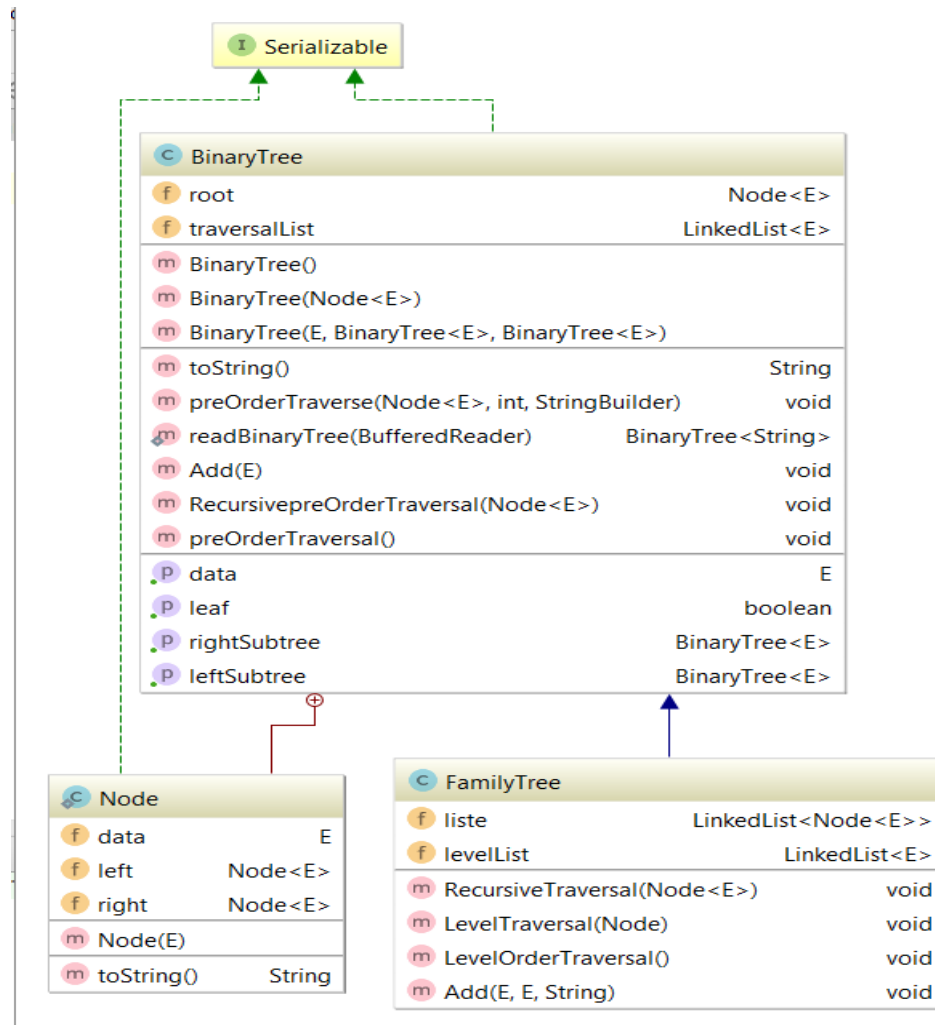 I Serializable
C BinaryTree
f root Node<E>
f traversalList LinkedList<E>
m BinaryTree()
m BinaryTree(Node<E>)
m BinaryTree(E, BinaryTree<E>, BinaryTree<E>)
m toString() String
m preOrderTraverse(Node<E>, int, StringBuilder) void
m readBinaryTree(BufferedReader) BinaryTree<String>
m Add(E) void
m RecursivepreOrderTraversal(Node<E>) void
m preOrderTraversal() void
p data E
p leaf boolean
p rightSubtree BinaryTree<E>
p leftSubtree BinaryTree<E>
C Node
f data E
f left Node<E>
f right Node<E>
m Node(E)
m toString() String
C FamilyTree
f liste LinkedList<Node<E>>
f levelList LinkedList<E>
m RecursiveTraversal(Node<E>) void
m LevelTraversal(Node) void
m LevelOrderTraversal() void
m Add(E, E, String) void